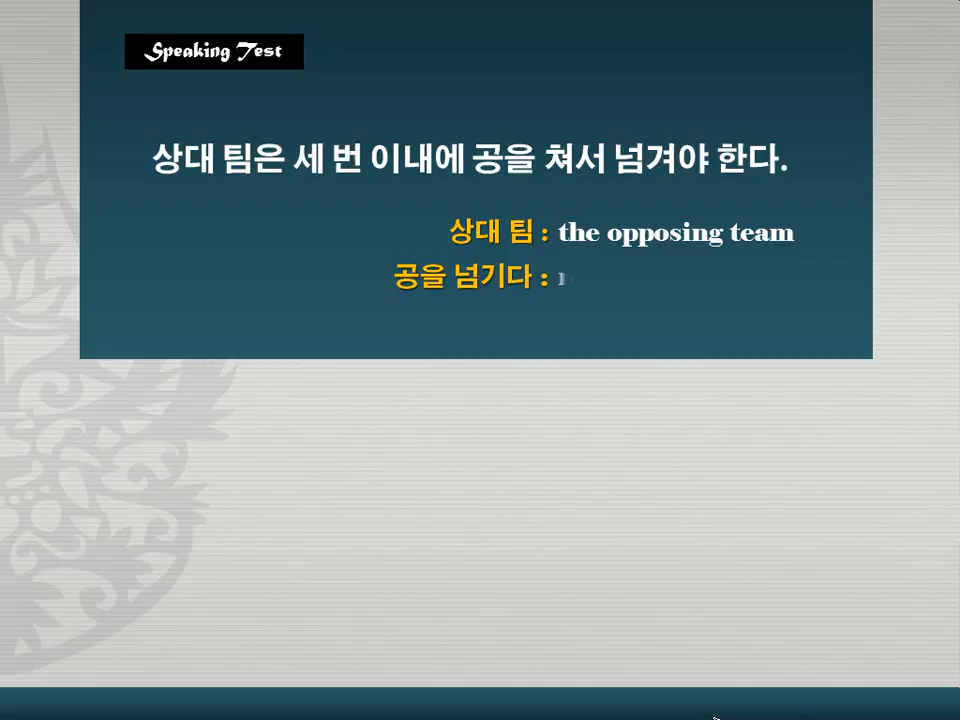 Speaking Test
상대 팀은 세 번 이내에 공을 쳐서 넘겨야 한다.
상대 팀 : the opposing team
공을 넘기다 :